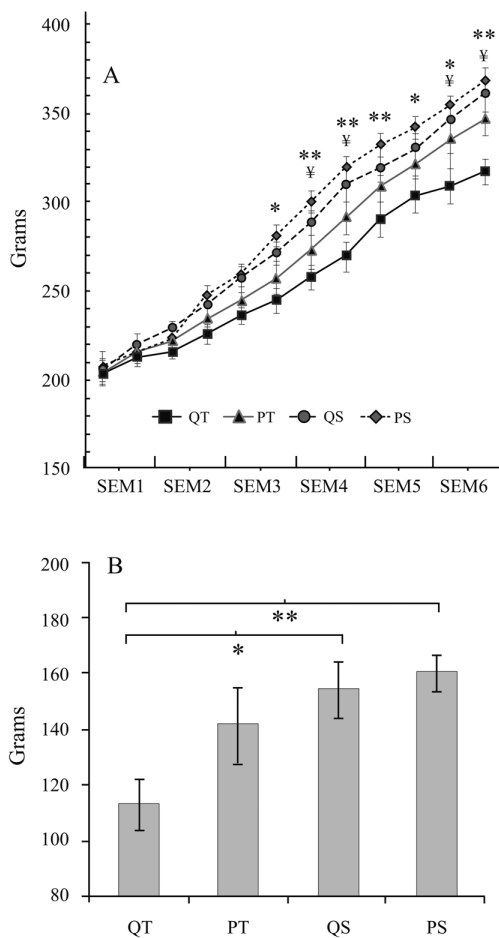 400
A
** 
* ¥
** * ¥
350
** ¥
** ¥
*
300
Grams
250
200
QT PT QS PS
150
SEM1 SEM2 SEM3 SEM4 SEM5 SEM6
200
B
180
**
*
160
Grams
140
120
100
80
QT PT QS PS